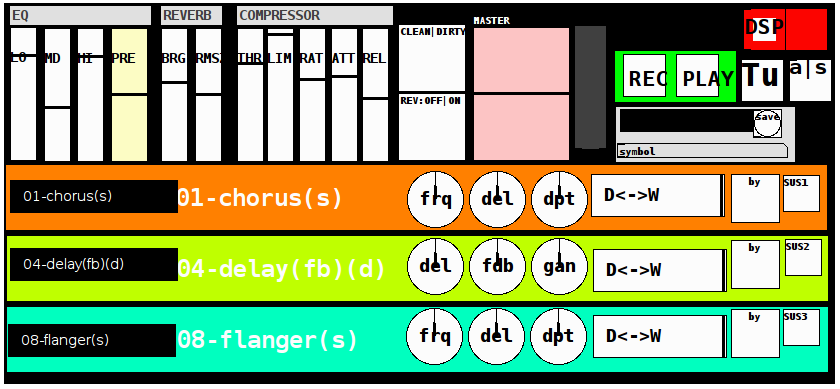 EQ REVERB COMPRESSOR
MASTER
CLEAN|DIRTY
DSP
LO MD HI PRE BRG RMS THR LIM RAT ATT REL
REC PLAY Tu a|s
REV:OFF|ON
save
symbol
01-chorus(s) 01-chorus(s) frq del dpt D<->W by SUS1
04-delay(fb)(d) 04-delay(fb)(d) del fdb gan D<->W by SUS2
08-flanger(s) 08-flanger(s) frq del dpt D<->W by SUS3